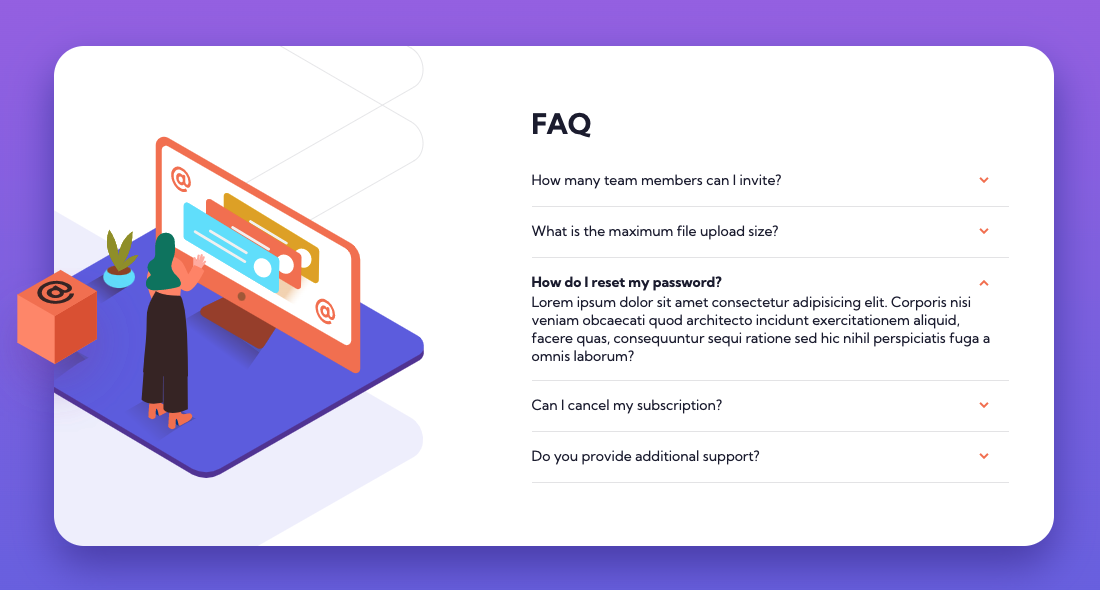 FAQ
How many team members can I invite?
What is the maximum file upload size?
How do I reset my password?
Lorem ipsum dolor sit amet consectetur adipisicing elit. Corporis nisi
veniam obcaecati quod architecto incidunt exercitationem aliquid,
facere quas, consequuntur sequi ratione sed hic nihil perspiciatis fuga a
omnis laborum?
Can I cancel my subscription?
Do you provide additional support?
@
@
@